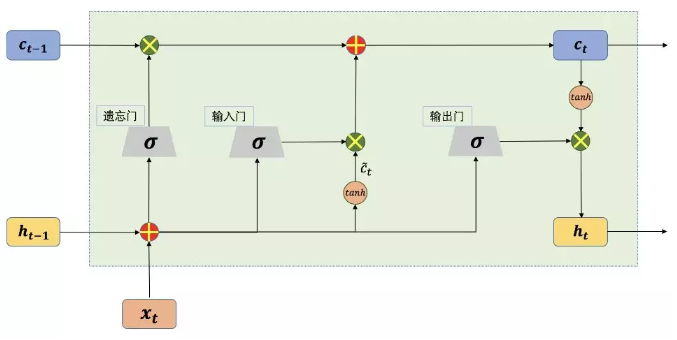 c_{t-1}
c_t
tanh
遗忘门
输入门
输出门
σ
σ
σ
c̃_t
tanh
h_{t-1}
h_t
x_t